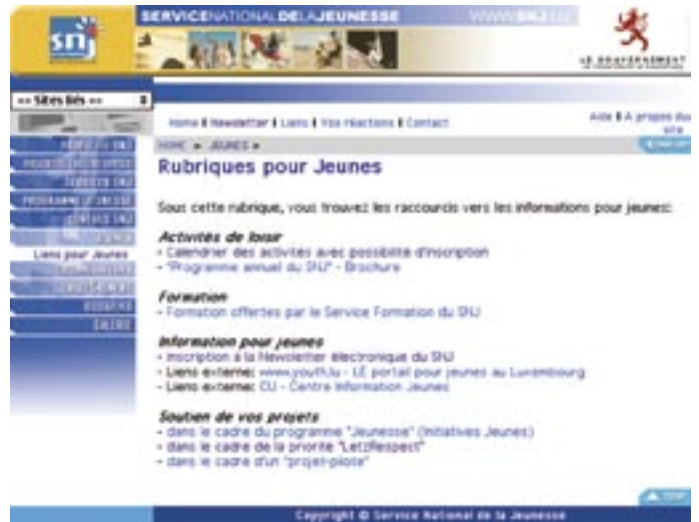 SERVICENATIONALDELAJEUNESSE
snj
== Sites liés ==
Home Newsletter Liens Vos réactions Contact
Aide A propos du site
HOME JEUNES
Rubriques pour Jeunes
Sous cette rubrique, vous trouvez les raccourcis vers les informations pour jeunes:
Liens pour Jeunes
GALERIE
Activités de loisir
- Calendrier des activités avec possibilité d'inscription
- "Programme annuel du SNJ" - Brochure
Formation
- Formation offertes par le Service Formation du SNJ
Information pour jeunes
- Inscription à la Newsletter électronique du SNJ
- Liens externe: www.youth.lu - LE portail pour jeunes au Luxembourg
- Liens externe: CIJ - Centre Information Jeunes
Soutien de vos projets
- dans le cadre du programme "Jeunesse" (Initiatives Jeunes)
- dans le cadre de la priorite "LetzRespect"
- dans le cadre d'un "projet-pilote"
TOP
Copyright © Service National de la Jeunesse